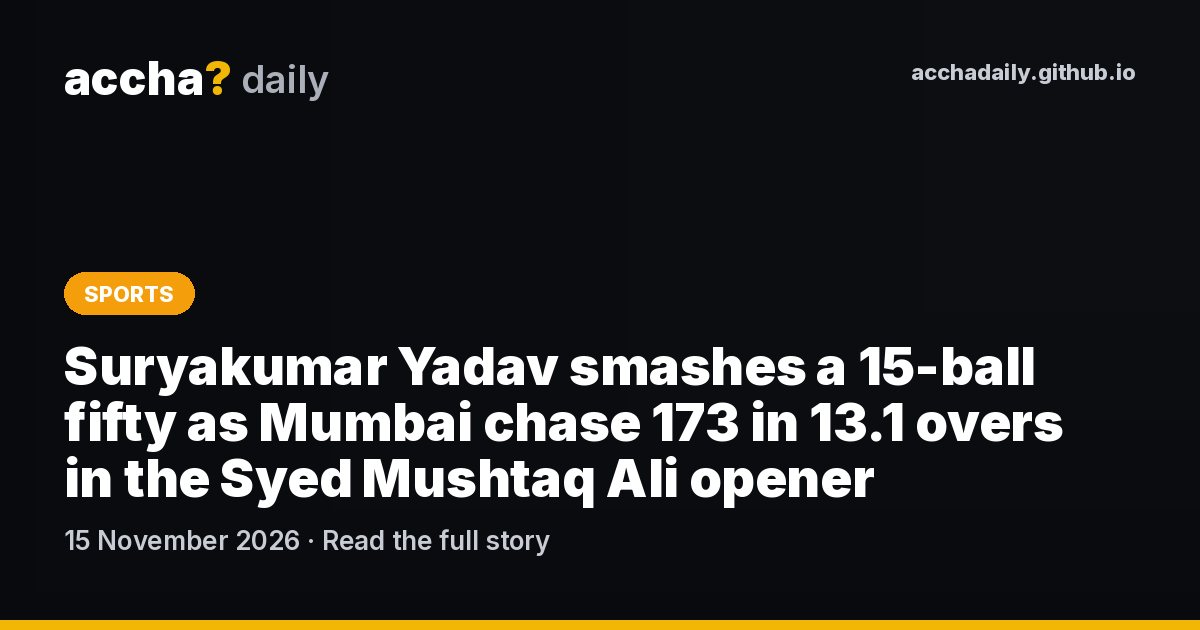 accha? daily
acchadaily.github.io
SPORTS
Suryakumar Yadav smashes a 15-ball
fifty as Mumbai chase 173 in 13.1 overs
in the Syed Mushtaq Ali opener
15 November 2026 · Read the full story